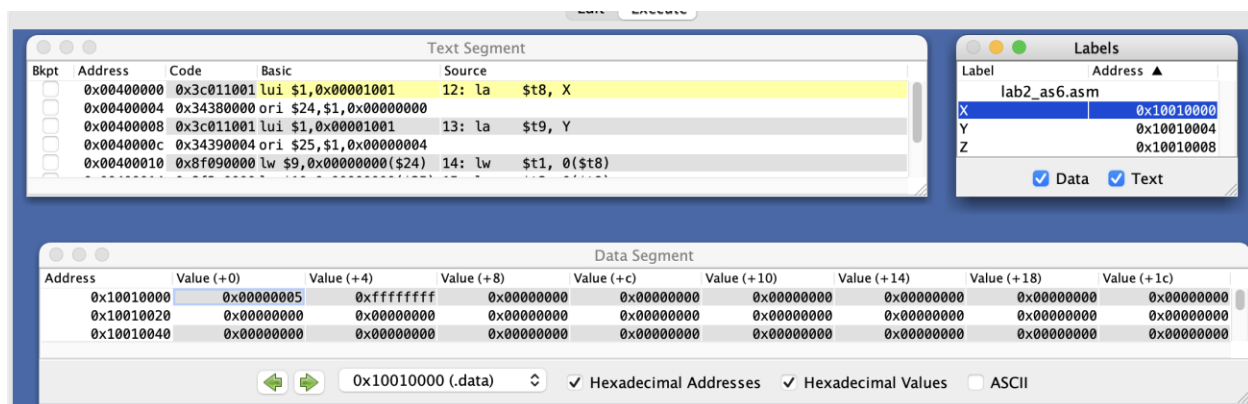 Edit Execute
Text Segment
Bkpt Address Code Basic Source
0x00400000 0x3c011001 lui $1,0x00001001 12: la $t8, X
0x00400004 0x34380000 ori $24,$1,0x00000000
0x00400008 0x3c011001 lui $1,0x00001001 13: la $t9, Y
0x0040000c 0x34390004 ori $25,$1,0x00000004
0x00400010 0x8f090000 lw $9,0x00000000($24) 14: lw $t1, 0($t8)
Labels
Label Address ▲
lab2_as6.asm
X 0x10010000
Y 0x10010004
Z 0x10010008
Data Text
Data Segment
Address Value (+0) Value (+4) Value (+8) Value (+c) Value (+10) Value (+14) Value (+18) Value (+1c)
0x10010000 0x00000005 0xffffffff 0x00000000 0x00000000 0x00000000 0x00000000 0x00000000 0x00000000
0x10010020 0x00000000 0x00000000 0x00000000 0x00000000 0x00000000 0x00000000 0x00000000 0x00000000
0x10010040 0x00000000 0x00000000 0x00000000 0x00000000 0x00000000 0x00000000 0x00000000 0x00000000
0x10010000 (.data) Hexadecimal Addresses Hexadecimal Values ASCII